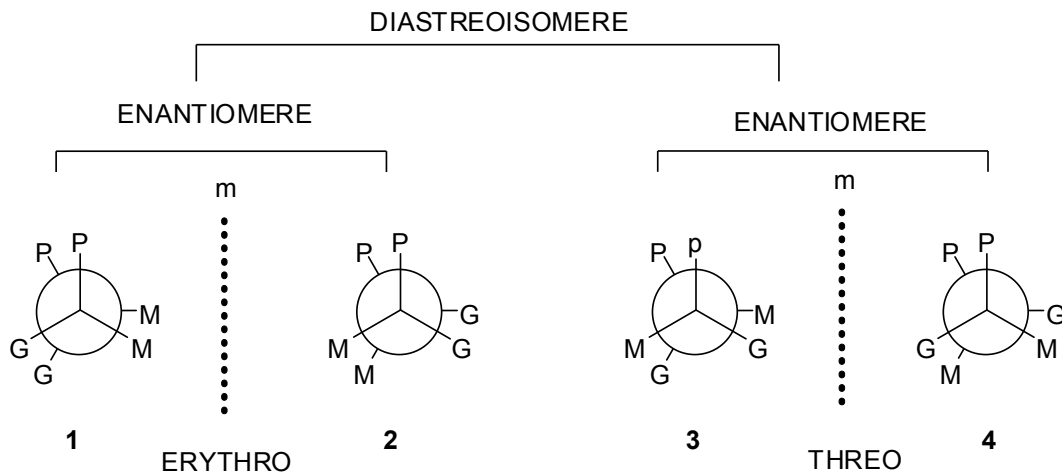 DIASTREOISOMERE
ENANTIOMERE
ENANTIOMERE
m
m
P P
P P
P p
P P
M
G
M
G
G M
M G
M G
G M
G
M
G
M
1
2
3
4
ERYTHRO
THREO